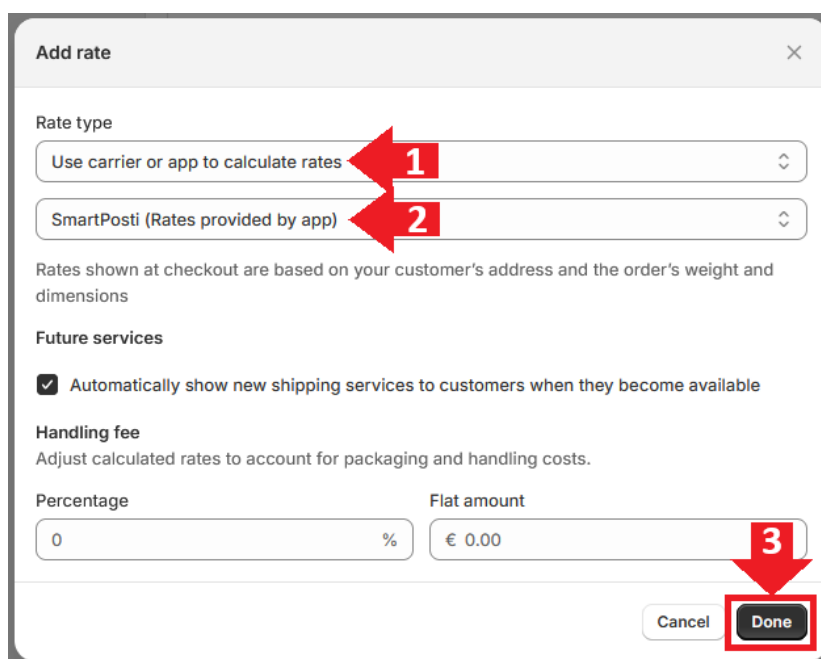 Add rate
Rate type
Use carrier or app to calculate rates
1
SmartPosti (Rates provided by app)
2
Rates shown at checkout are based on your customer's address and the order's weight and
dimensions
Future services
Automatically show new shipping services to customers when they become available
Handling fee
Adjust calculated rates to account for packaging and handling costs.
Percentage Flat amount
0 % € 0.00
3
Cancel Done